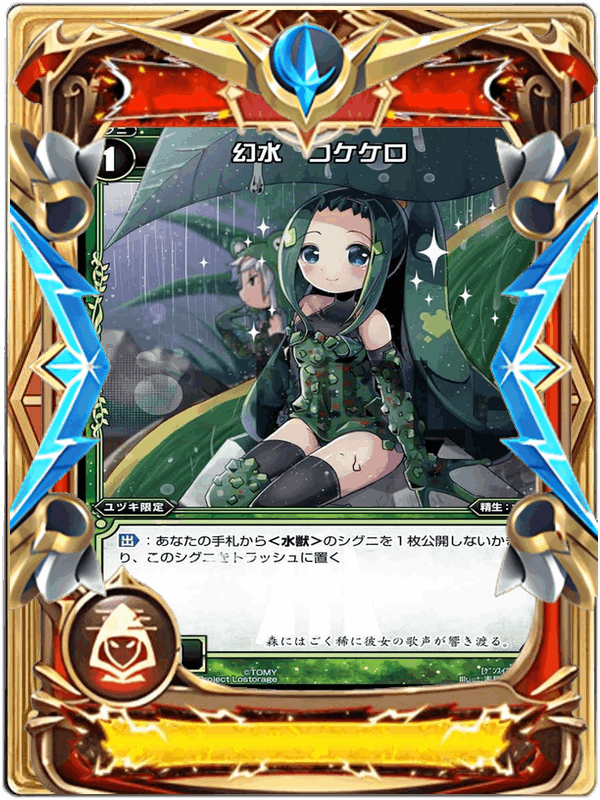 1
幻水 コケケロ
ユヅキ限定
精生:
出:あなたの手札から<水獣>のシグニを1枚公開しないか
り、このシグニをトラッシュに置く
森にはごく稀に彼女の歌声が響き渡る。
©TOMY
Project Lostorage
Illust: